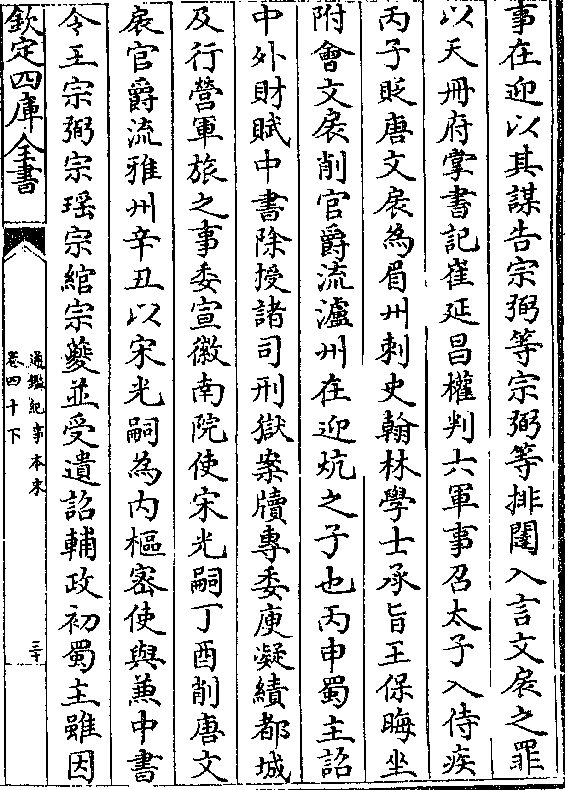 事在迎以其謀告宗弼等宗弼等排闥入言文扆之罪
以天册府掌書記崔延昌權判六軍事召太子入侍疾
丙子貶唐文扆為眉州刺史翰林學士承旨王保晦坐
附會文扆削官爵流瀘州在迎炕之子也丙申蜀主詔
中外財賦中書除授諸司刑獄案牘專委庾凝績都城
及行營軍旅之事委宣徽南院使宋光嗣丁酉削唐文
扆官爵流雅州辛丑以宋光嗣為内樞密使與兼中書
令王宗弼宗瑶宗綰宗夔並受遺詔輔政初蜀主雖因
欽定四庫全書
通鑑紀事本末
卷四十下
三十